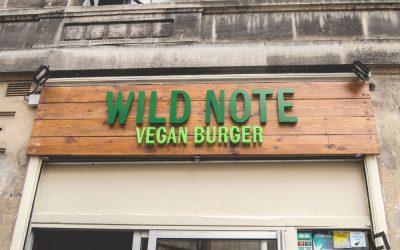 WILD NOTE
VEGAN BURGER